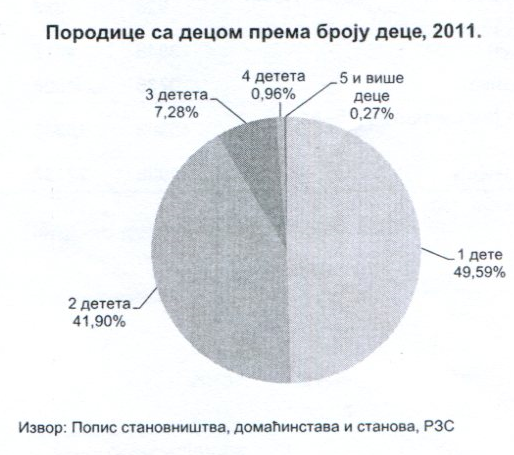 Породице са децом према броју деце, 2011.
4 детета
0,96%
5 и више
деце
0,27%
3 детета
7,28%
1 дете
49,59%
2 детета
41,90%
Извор: Попис становништва, домаћинстава и станова, РЗС